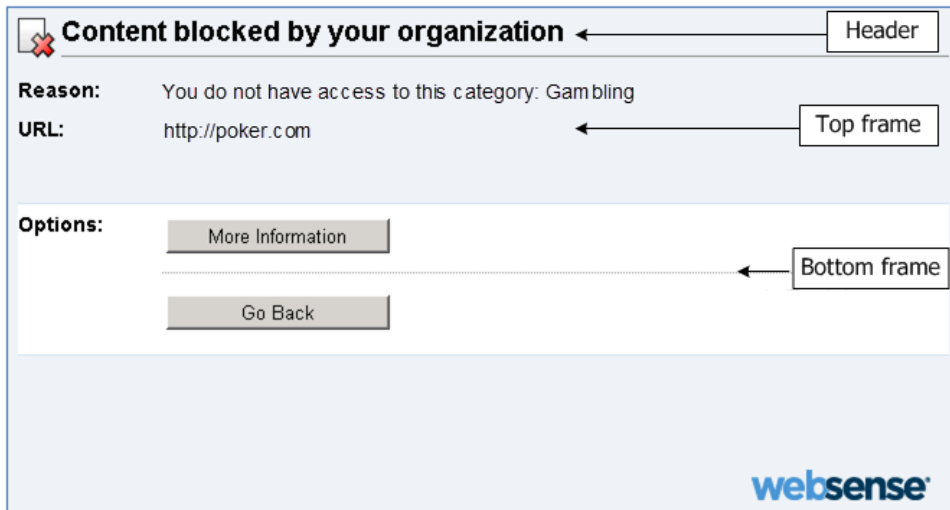 Content blocked by your organization
Header
Reason: You do not have access to this category: Gambling
URL: http://poker.com
Top frame
Options: More Information
Bottom frame
Go Back
websense